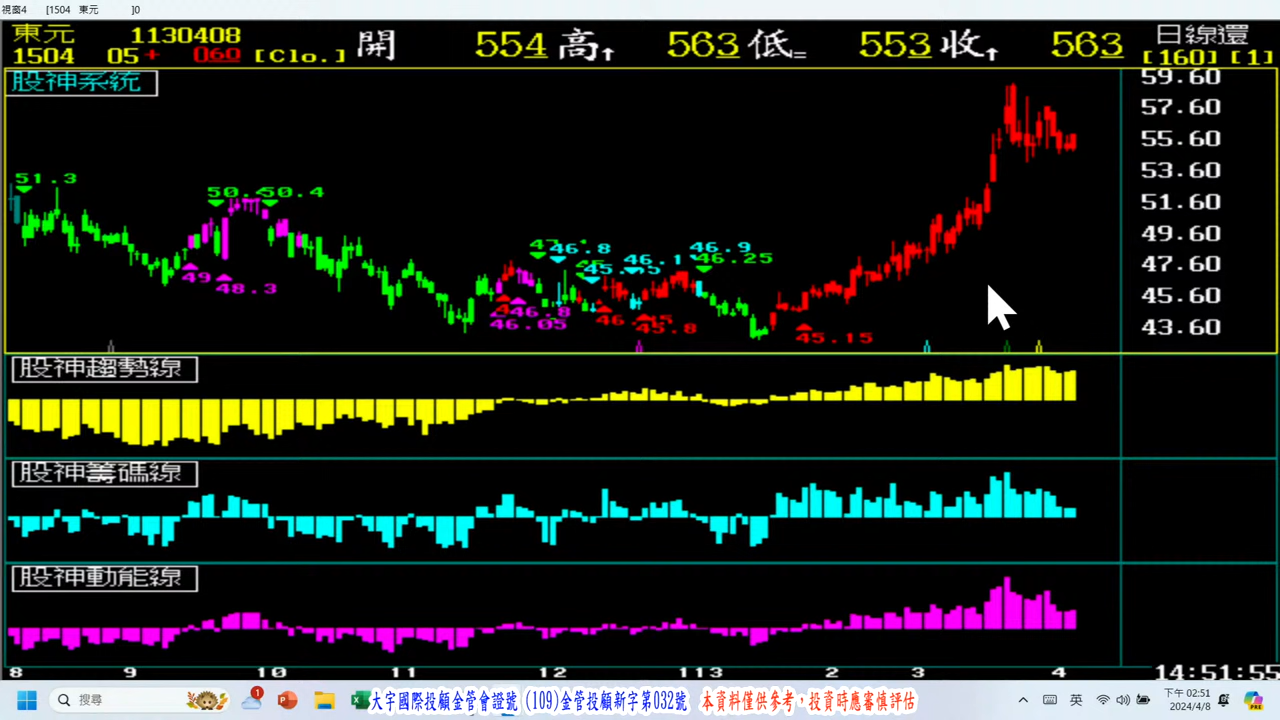 視窗4 [1504 東元 ]0
東元 1130408 開 554 高↑ 563 低= 553 收↑ 563 日線還
1504 05+ 060 [Clo.] [160] [1]
股神系統
59.60
57.60
55.60
53.60
51.60
49.60
47.60
45.60
43.60
51.3
50.4
49
48.3
46.8
46.1
46.9
46.25
46.8
46.05
45.8
45.15
股神趨勢線
股神籌碼線
股神動能線
8 9 10 11 12 113 2 3 4 14:51:55
搜尋
1
大宇國際投顧金管會證號 (109)金管投顧新字第032號 本資料僅供參考，投資時應審慎評估
英
下午 02:51
2024/4/8